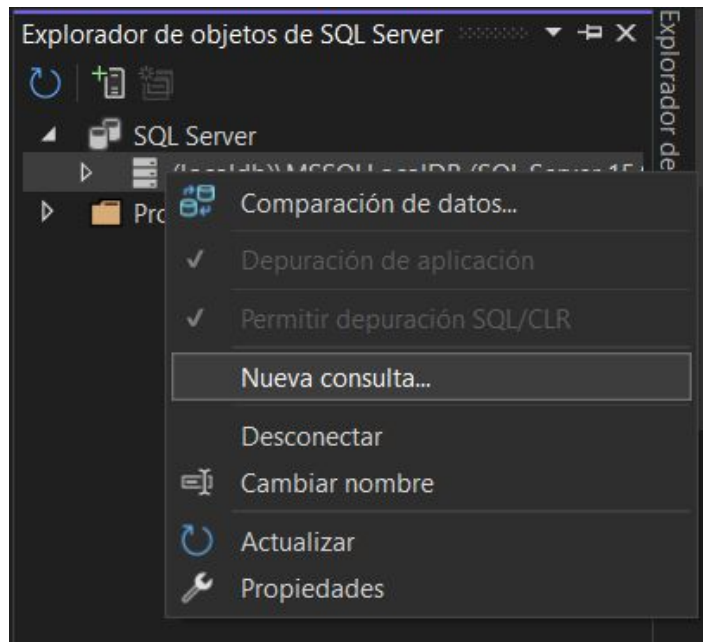 Explorador de objetos de SQL Server
Explorador de
SQL Server
Comparación de datos...
Depuración de aplicación
Permitir depuración SQL/CLR
Nueva consulta...
Desconectar
Cambiar nombre
Actualizar
Propiedades